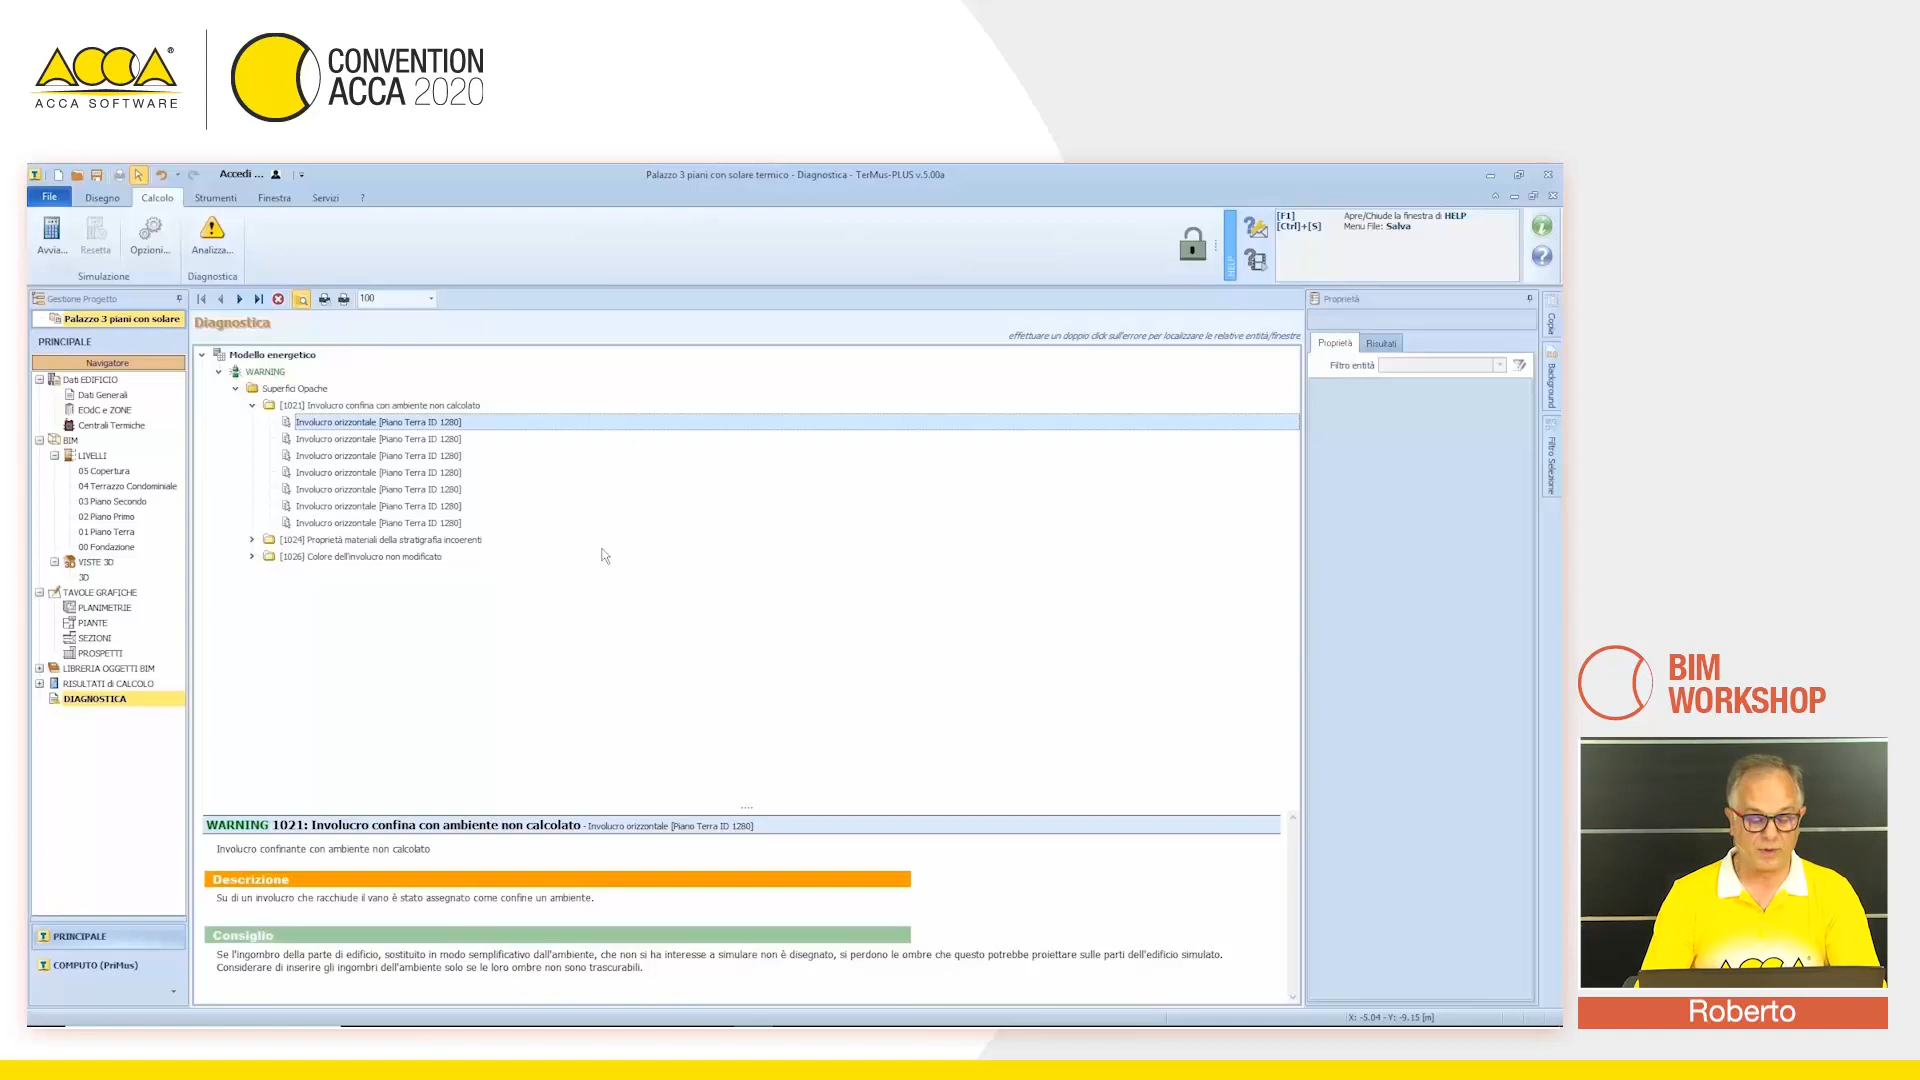 ACCA®
ACCA SOFTWARE
CONVENTION
ACCA 2020
Accedi ...
Palazzo 3 piani con solare termico - Diagnostica - TerMus-PLUS v.5.00a
File
Disegno
Calcolo
Strumenti
Finestra
Servizi
?
Avvia...
Resetta
Opzioni...
Analizza...
Simulazione
Diagnostica
HELP
[F1] Apre/Chiude la finestra di HELP
[Ctrl]+[S] Menu File: Salva
Gestione Progetto
100
Proprietà
Palazzo 3 piani con solare
PRINCIPALE
Navigatore
Dati EDIFICIO
Dati Generali
EOdC e ZONE
Centrali Termiche
BIM
LIVELLI
05 Copertura
04 Terrazzo Condominiale
03 Piano Secondo
02 Piano Primo
01 Piano Terra
00 Fondazione
VISTE 3D
3D
TAVOLE GRAFICHE
PLANIMETRIE
PIANTE
SEZIONI
PROSPETTI
LIBRERIA OGGETTI BIM
RISULTATI di CALCOLO
DIAGNOSTICA
PRINCIPALE
COMPUTO (PriMus)
Diagnostica
effettuare un doppio click sull'errore per localizzare le relative entità/finestre
Modello energetico
WARNING
Superfici Opache
[1021] Involucro confina con ambiente non calcolato
Involucro orizzontale [Piano Terra ID 1280]
Involucro orizzontale [Piano Terra ID 1280]
Involucro orizzontale [Piano Terra ID 1280]
Involucro orizzontale [Piano Terra ID 1280]
Involucro orizzontale [Piano Terra ID 1280]
Involucro orizzontale [Piano Terra ID 1280]
Involucro orizzontale [Piano Terra ID 1280]
[1024] Proprietà materiali della stratigrafia incoerenti
[1026] Colore dell'involucro non modificato
WARNING 1021: Involucro confina con ambiente non calcolato - Involucro orizzontale [Piano Terra ID 1280]
Involucro confinante con ambiente non calcolato
Descrizione
Su di un involucro che racchiude il vano è stato assegnato come confine un ambiente.
Consiglio
Se l'ingombro della parte di edificio, sostituito in modo semplificativo dall'ambiente, che non si ha interesse a simulare non è disegnato, si perdono le ombre che questo potrebbe proiettare sulle parti dell'edificio simulato.
Considerare di inserire gli ingombri dell'ambiente solo se le loro ombre non sono trascurabili.
Proprietà
Risultati
Filtro entità
Copia
Background
Filtro Selezione
X: -5.04 - Y: -9.15 [m]
BIM
WORKSHOP
ACCA
Roberto